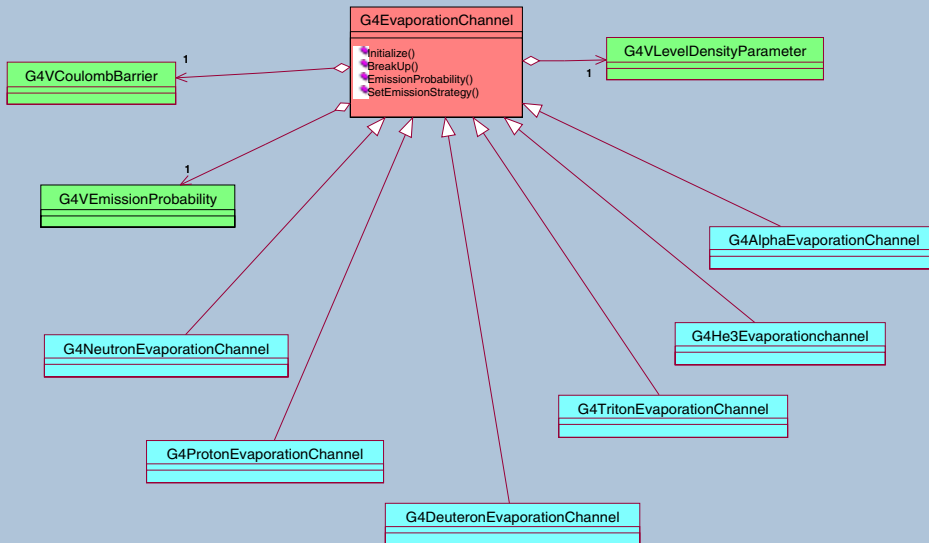 G4EvaporationChannel
Initialize()
BreakUp()
EmissionProbability()
SetEmissionStrategy()
G4VLevelDensityParameter
1
G4VCoulombBarrier
1
G4VEmissionProbability
1
G4AlphaEvaporationChannel
G4He3Evaporationchannel
G4NeutronEvaporationChannel
G4TritonEvaporationChannel
G4ProtonEvaporationChannel
G4DeuteronEvaporationChannel